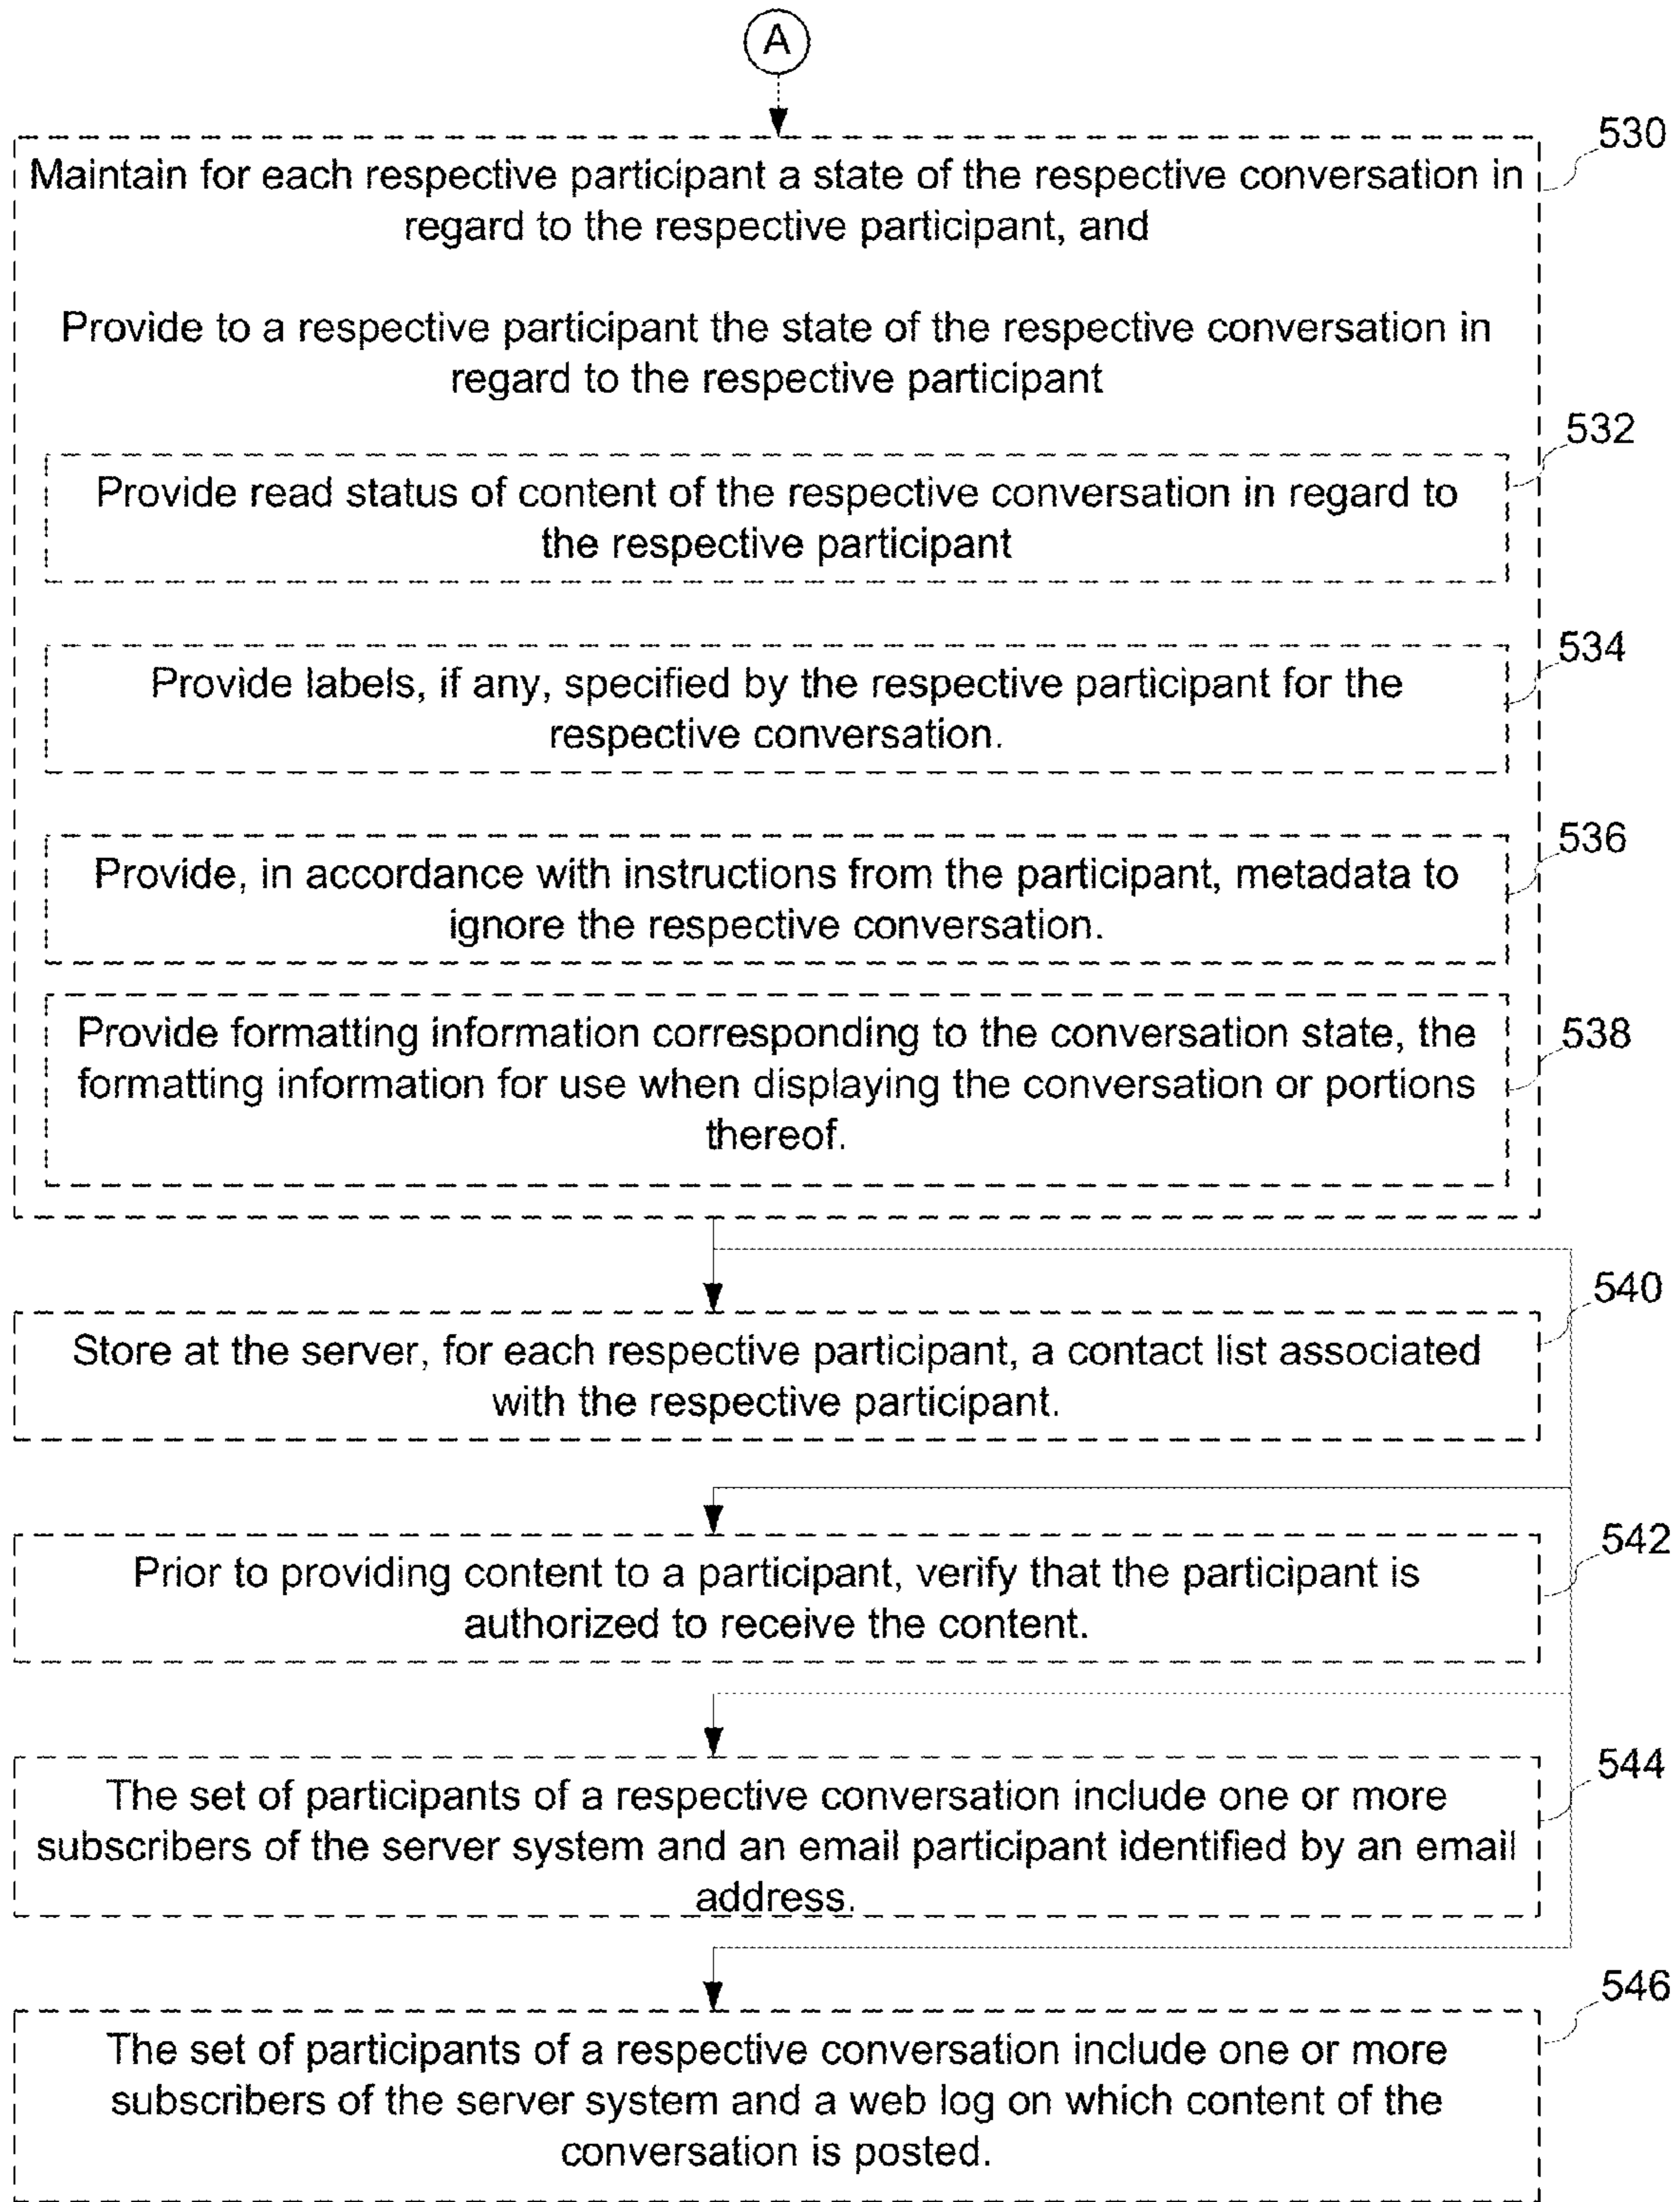 A
530
Maintain for each respective participant a state of the respective conversation in
regard to the respective participant, and
Provide to a respective participant the state of the respective conversation in
regard to the respective participant
532
Provide read status of content of the respective conversation in regard to
the respective participant
534
Provide labels, if any, specified by the respective participant for the
respective conversation.
536
Provide, in accordance with instructions from the participant, metadata to
ignore the respective conversation.
538
Provide formatting information corresponding to the conversation state, the
formatting information for use when displaying the conversation or portions
thereof.
540
Store at the server, for each respective participant, a contact list associated
with the respective participant.
542
Prior to providing content to a participant, verify that the participant is
authorized to receive the content.
544
The set of participants of a respective conversation include one or more
subscribers of the server system and an email participant identified by an email
address.
546
The set of participants of a respective conversation include one or more
subscribers of the server system and a web log on which content of the
conversation is posted.